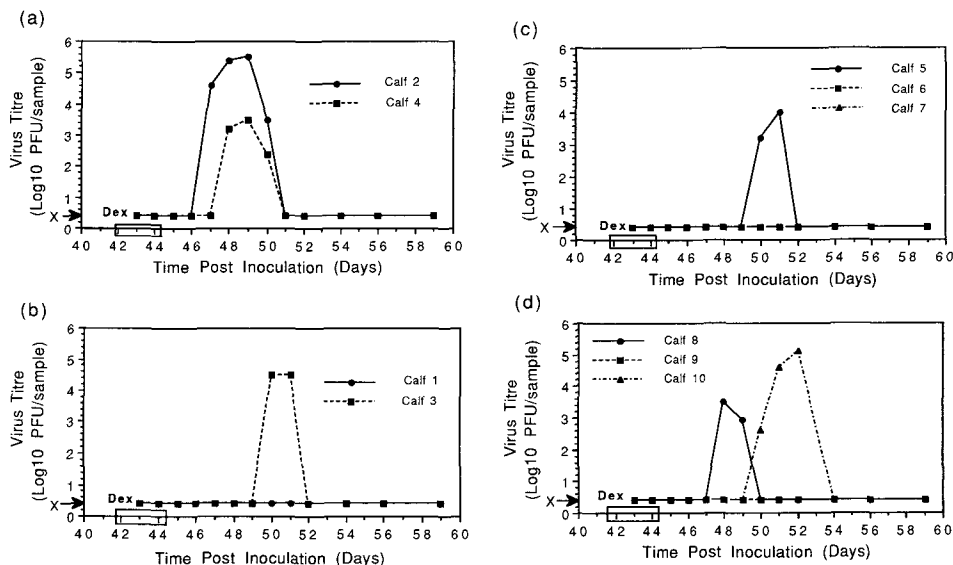 (a)
Virus Titre
(Log10 PFU/sample)
6
5
4
3
2
1
0
X
Dex
Calf 2
Calf 4
40 42 44 46 48 50 52 54 56 58 60
Time Post Inoculation (Days)
(b)
Virus Titre
(Log10 PFU/sample)
6
5
4
3
2
1
0
X
Dex
Calf 1
Calf 3
40 42 44 46 48 50 52 54 56 58 60
Time Post Inoculation (Days)
(c)
Virus Titre
(Log10 PFU/sample)
6
5
4
3
2
1
0
X
Dex
Calf 5
Calf 6
Calf 7
40 42 44 46 48 50 52 54 56 58 60
Time Post Inoculation (Days)
(d)
Virus Titre
(Log10 PFU/sample)
6
5
4
3
2
1
0
X
Dex
Calf 8
Calf 9
Calf 10
40 42 44 46 48 50 52 54 56 58 60
Time Post Inoculation (Days)